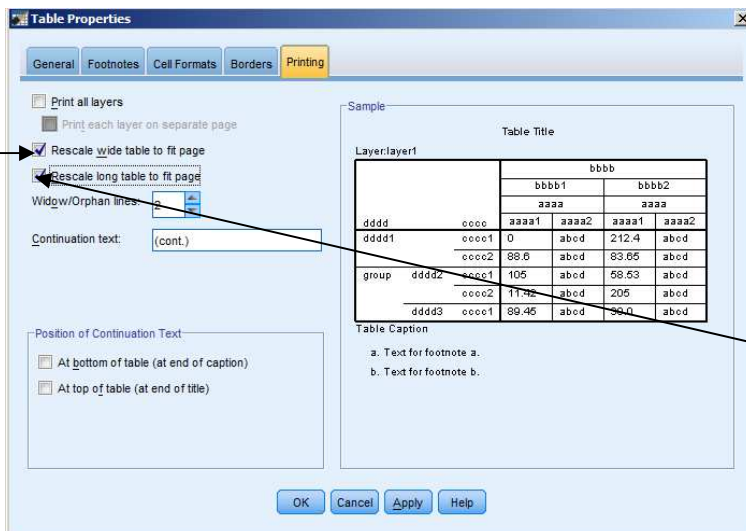 Table Properties
General Footnotes Cell Formats Borders Printing
Print all layers
Print each layer on separate page
Rescale wide table to fit page
Rescale long table to fit page
Widow/Orphan lines: 2
Continuation text: (cont.)
Position of Continuation Text
At bottom of table (at end of caption)
At top of table (at end of title)
Sample
Table Title
Layer:layer1
bbbb
bbbb1 bbbb2
aaaa aaaa
dddd cccc aaaa1 aaaa2 aaaa1 aaaa2
dddd1 cccc1 0 abcd 212.4 abcd
cccc2 88.6 abcd 83.65 abcd
group dddd2 cccc1 105 abcd 58.53 abcd
cccc2 11.42 abcd 205 abcd
dddd3 cccc1 89.45 abcd abcd
Table Caption
a. Text for footnote a.
b. Text for footnote b.
OK Cancel Apply Help